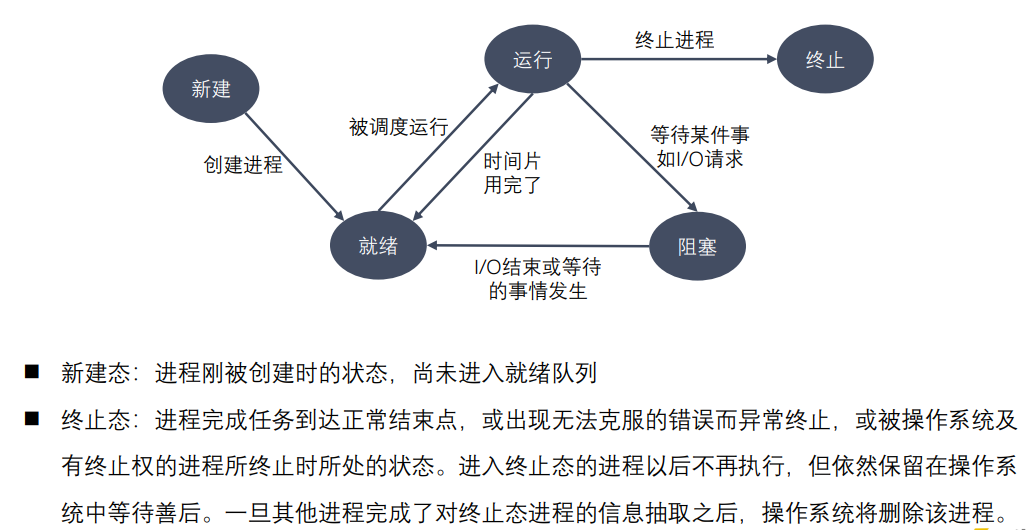 终止进程
运行
终止
新建
被调度运行
等待某件事
如I/O请求
创建进程
时间片
用完了
就绪
阻塞
I/O结束或等待
的事情发生
■ 新建态：进程刚被创建时的状态，尚未进入就绪队列
■ 终止态：进程完成任务到达正常结束点，或出现无法克服的错误而异常终止，或被操作系统及
有终止权的进程所终止时所处的状态。进入终止态的进程以后不再执行，但依然保留在操作系
统中等待善后。一旦其他进程完成了对终止态进程的信息抽取之后，操作系统将删除该进程。